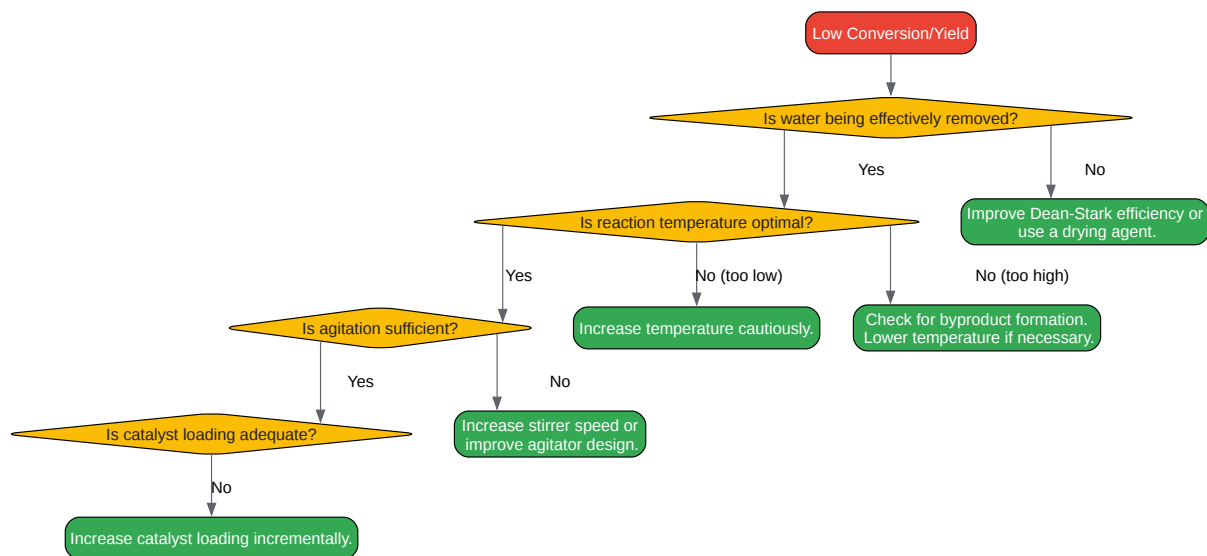 Low Conversion/Yield
Is water being effectively removed?
Yes
No
Is reaction temperature optimal?
Improve Dean-Stark efficiency or
use a drying agent.
Yes
No (too low)
No (too high)
Is agitation sufficient?
Increase temperature cautiously.
Check for byproduct formation.
Lower temperature if necessary.
Yes
No
Is catalyst loading adequate?
Increase stirrer speed or
improve agitator design.
No
Increase catalyst loading incrementally.